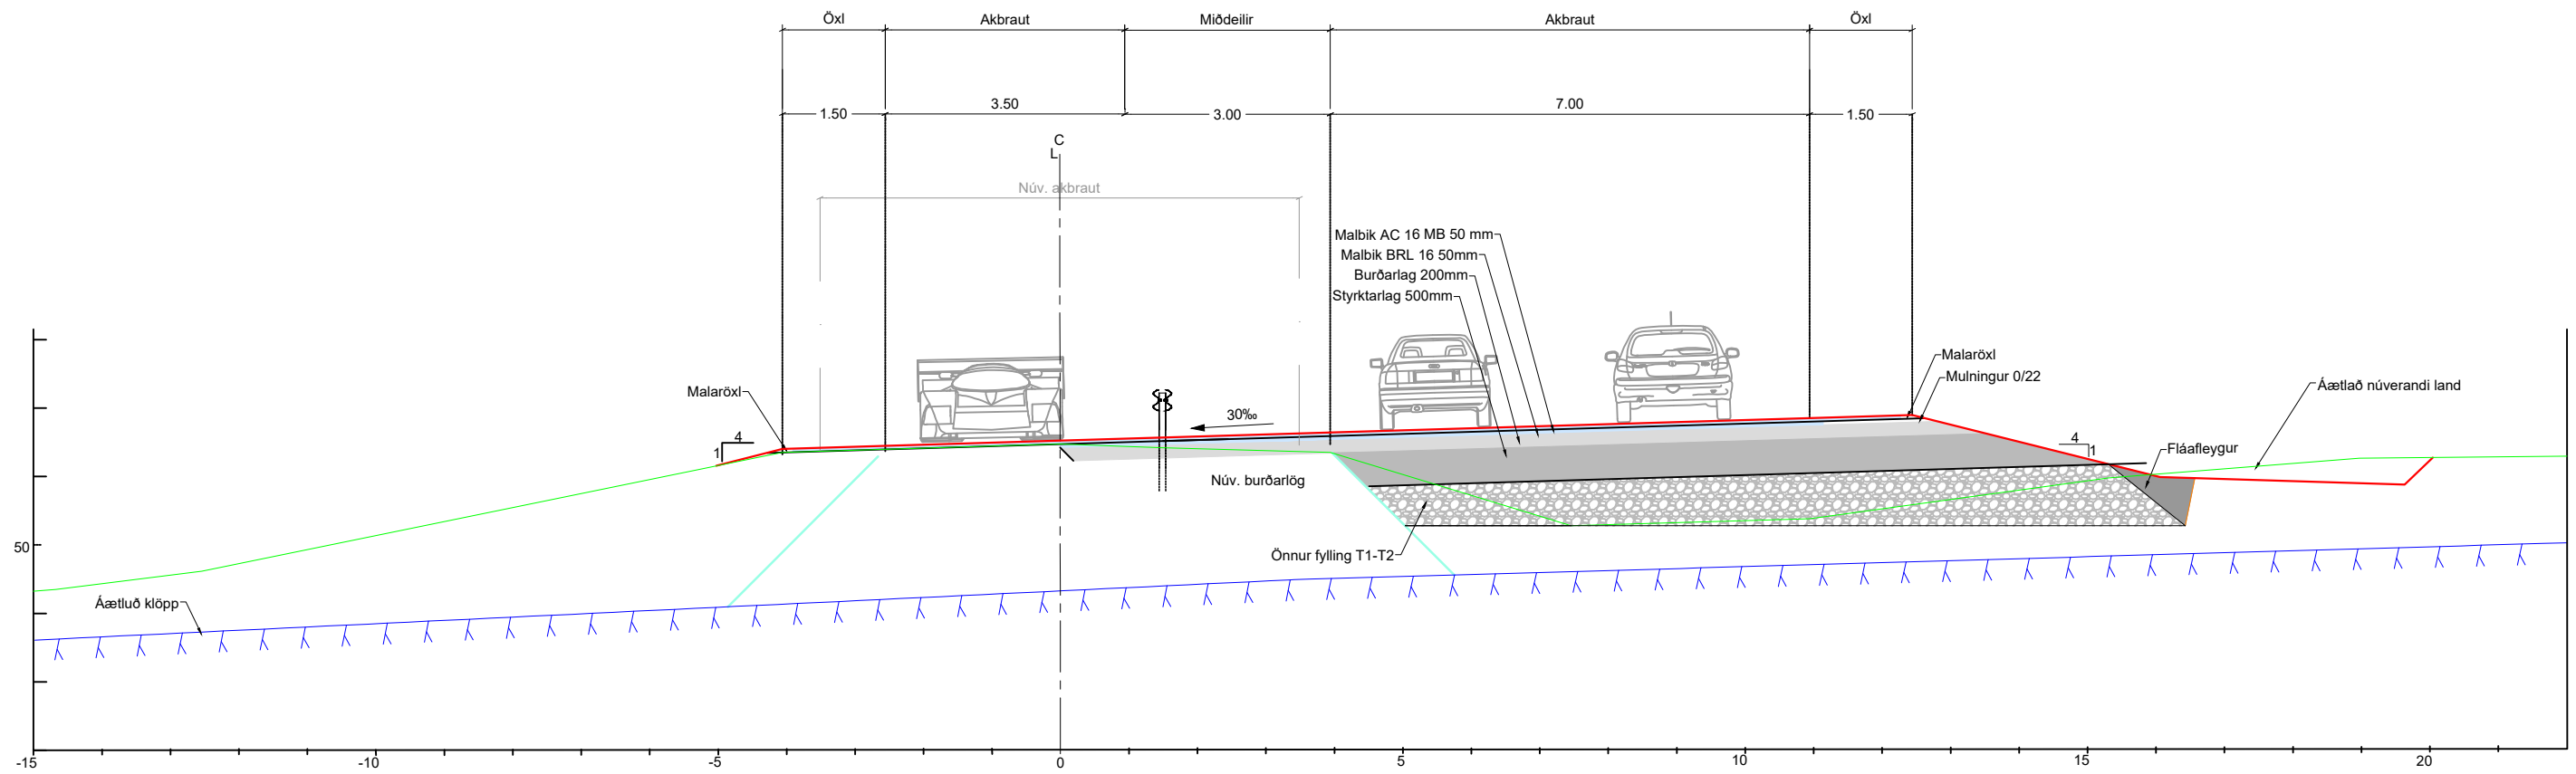 Öxl Akbraut Miðdeilir Akbraut Öxl
1.50 3.50 3.00 7.00 1.50
C
L
Núv. akbraut
Malbik AC 16 MB 50 mm
Malbik BRL 16 50mm
Burðarlag 200mm
Styrktarlag 500mm
Malaröxl
Mulningur 0/22
Áætlað núverandi land
Malaröxl
30‰
4
1
4
1
Fláafleygur
Núv. burðarlög
Önnur fylling T1-T2
50
Áætluð klöpp
-15 -10 -5 0 5 10 15 20